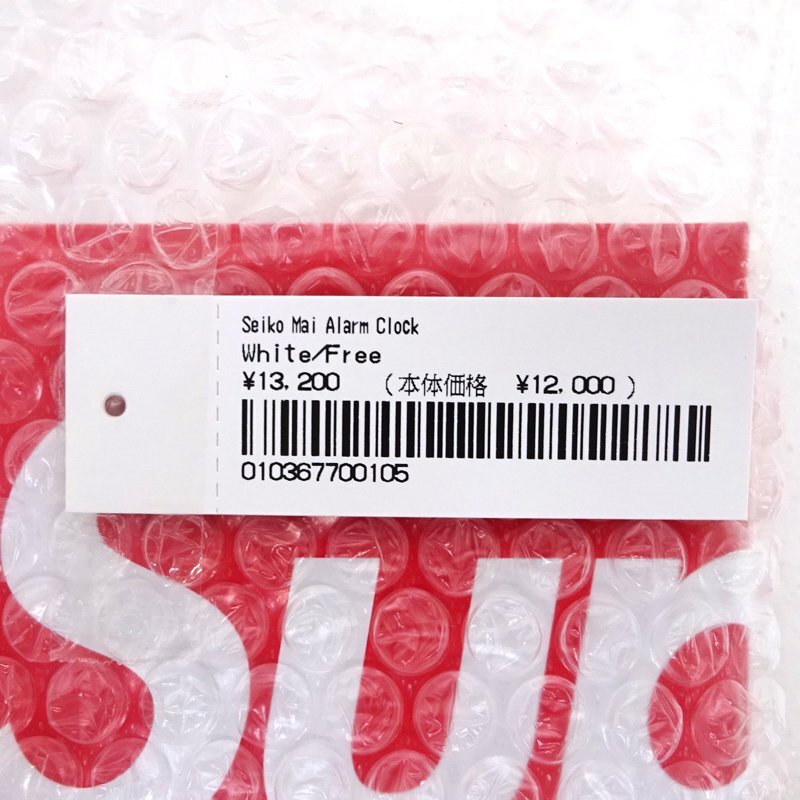 Seiko Mai Alarm Clock
White/Free
¥13,200 (本体価格 ¥12,000 )
010367700105
Sup